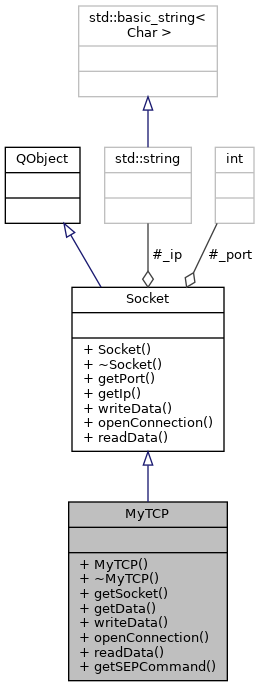 std::basic_string<
Char >
QObject
std::string
int
#_ip
#_port
Socket
+ Socket()
+ ~Socket()
+ getPort()
+ getIp()
+ writeData()
+ openConnection()
+ readData()
MyTCP
+ MyTCP()
+ ~MyTCP()
+ getSocket()
+ getData()
+ writeData()
+ openConnection()
+ readData()
+ getSEPCommand()